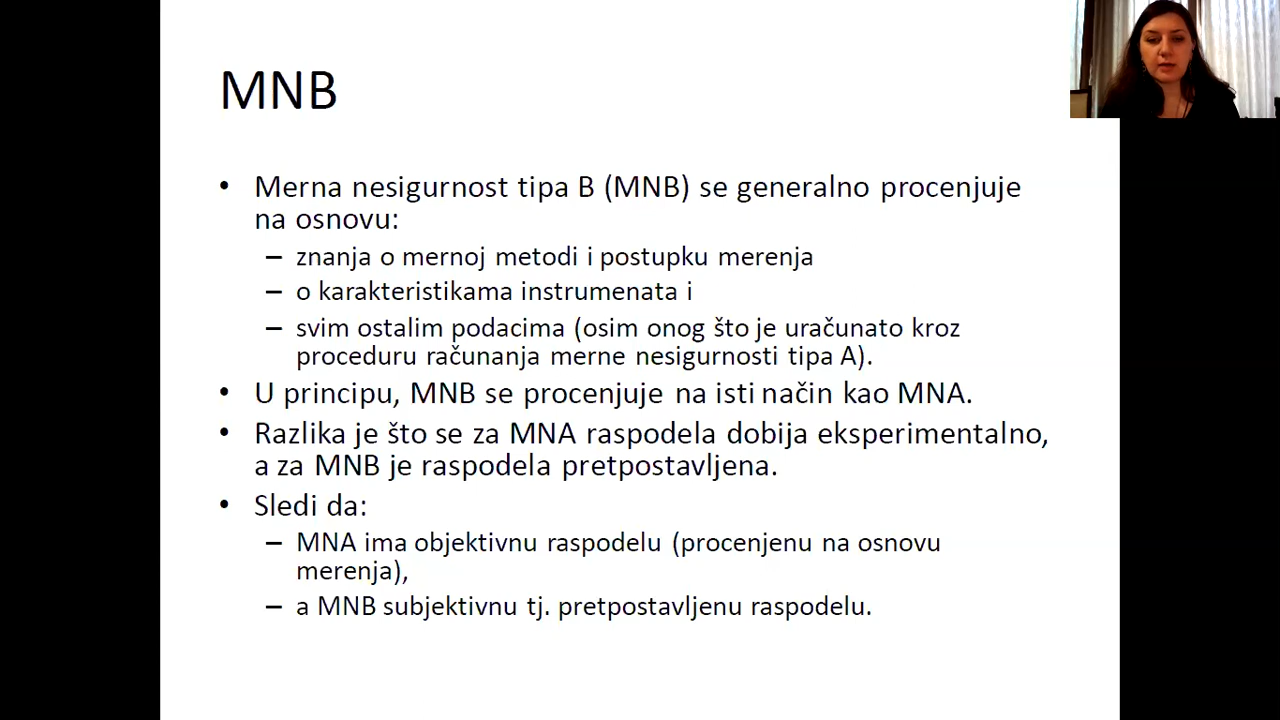 MNB
• Merna nesigurnost tipa B (MNB) se generalno procenjuje
na osnovu:
– znanja o mernoj metodi i postupku merenja
– o karakteristikama instrumenata i
– svim ostalim podacima (osim onog što je uračunato kroz
proceduru računanja merne nesigurnosti tipa A).
• U principu, MNB se procenjuje na isti način kao MNA.
• Razlika je što se za MNA raspodela dobija eksperimentalno,
a za MNB je raspodela pretpostavljena.
• Sledi da:
– MNA ima objektivnu raspodelu (procenjenu na osnovu
merenja),
– a MNB subjektivnu tj. pretpostavljenu raspodelu.